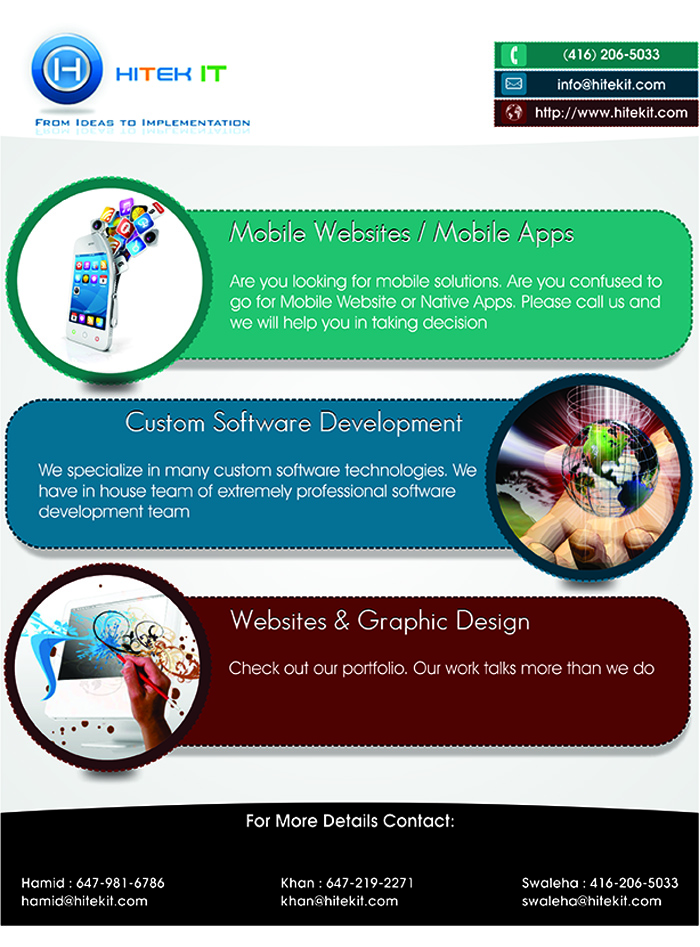 H HITEK IT
FROM IDEAS TO IMPLEMENTATION
(416) 206-5033
info@hitekit.com
http://www.hitekit.com
Mobile Websites / Mobile Apps
Are you looking for mobile solutions. Are you confused to
go for Mobile Website or Native Apps. Please call us and
we will help you in taking decision
Custom Software Development
We specialize in many custom software technologies. We
have in house team of extremely professional software
development team
Websites & Graphic Design
Check out our portfolio. Our work talks more than we do
For More Details Contact:
Hamid : 647-981-6786
hamid@hitekit.com
Khan : 647-219-2271
khan@hitekit.com
Swaleha : 416-206-5033
swaleha@hitekit.com